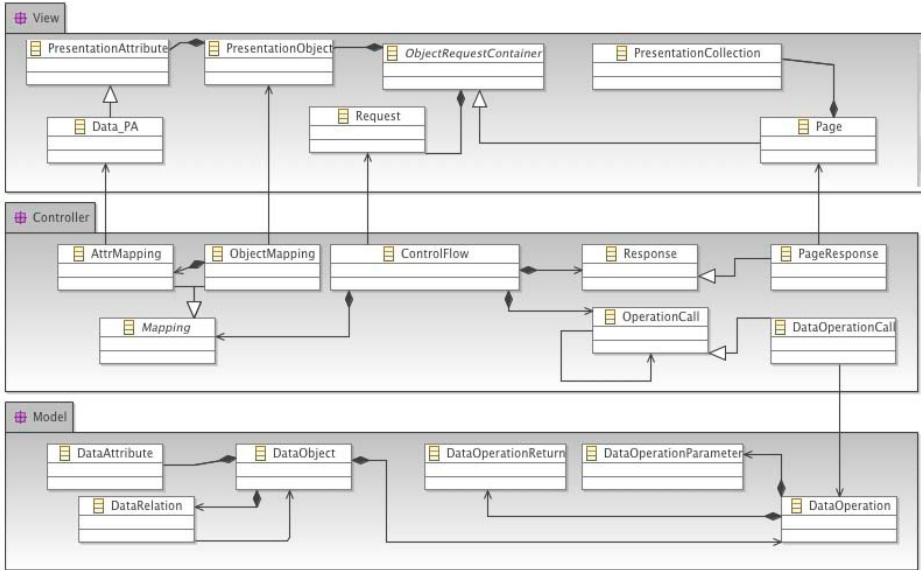 View
PresentationAttribute
PresentationObject
ObjectRequestContainer
PresentationCollection
Request
Data_PA
Page
Controller
AttrMapping
ObjectMapping
ControlFlow
Response
PageResponse
Mapping
OperationCall
DataOperationCall
Model
DataAttribute
DataObject
DataOperationReturn
DataOperationParameter
DataRelation
DataOperation